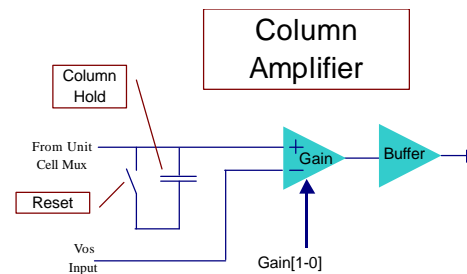 Column
Amplifier
Column
Hold
From Unit
Cell Mux
+
Gain
−
Buffer
Reset
Vos
Input
Gain[1-0]